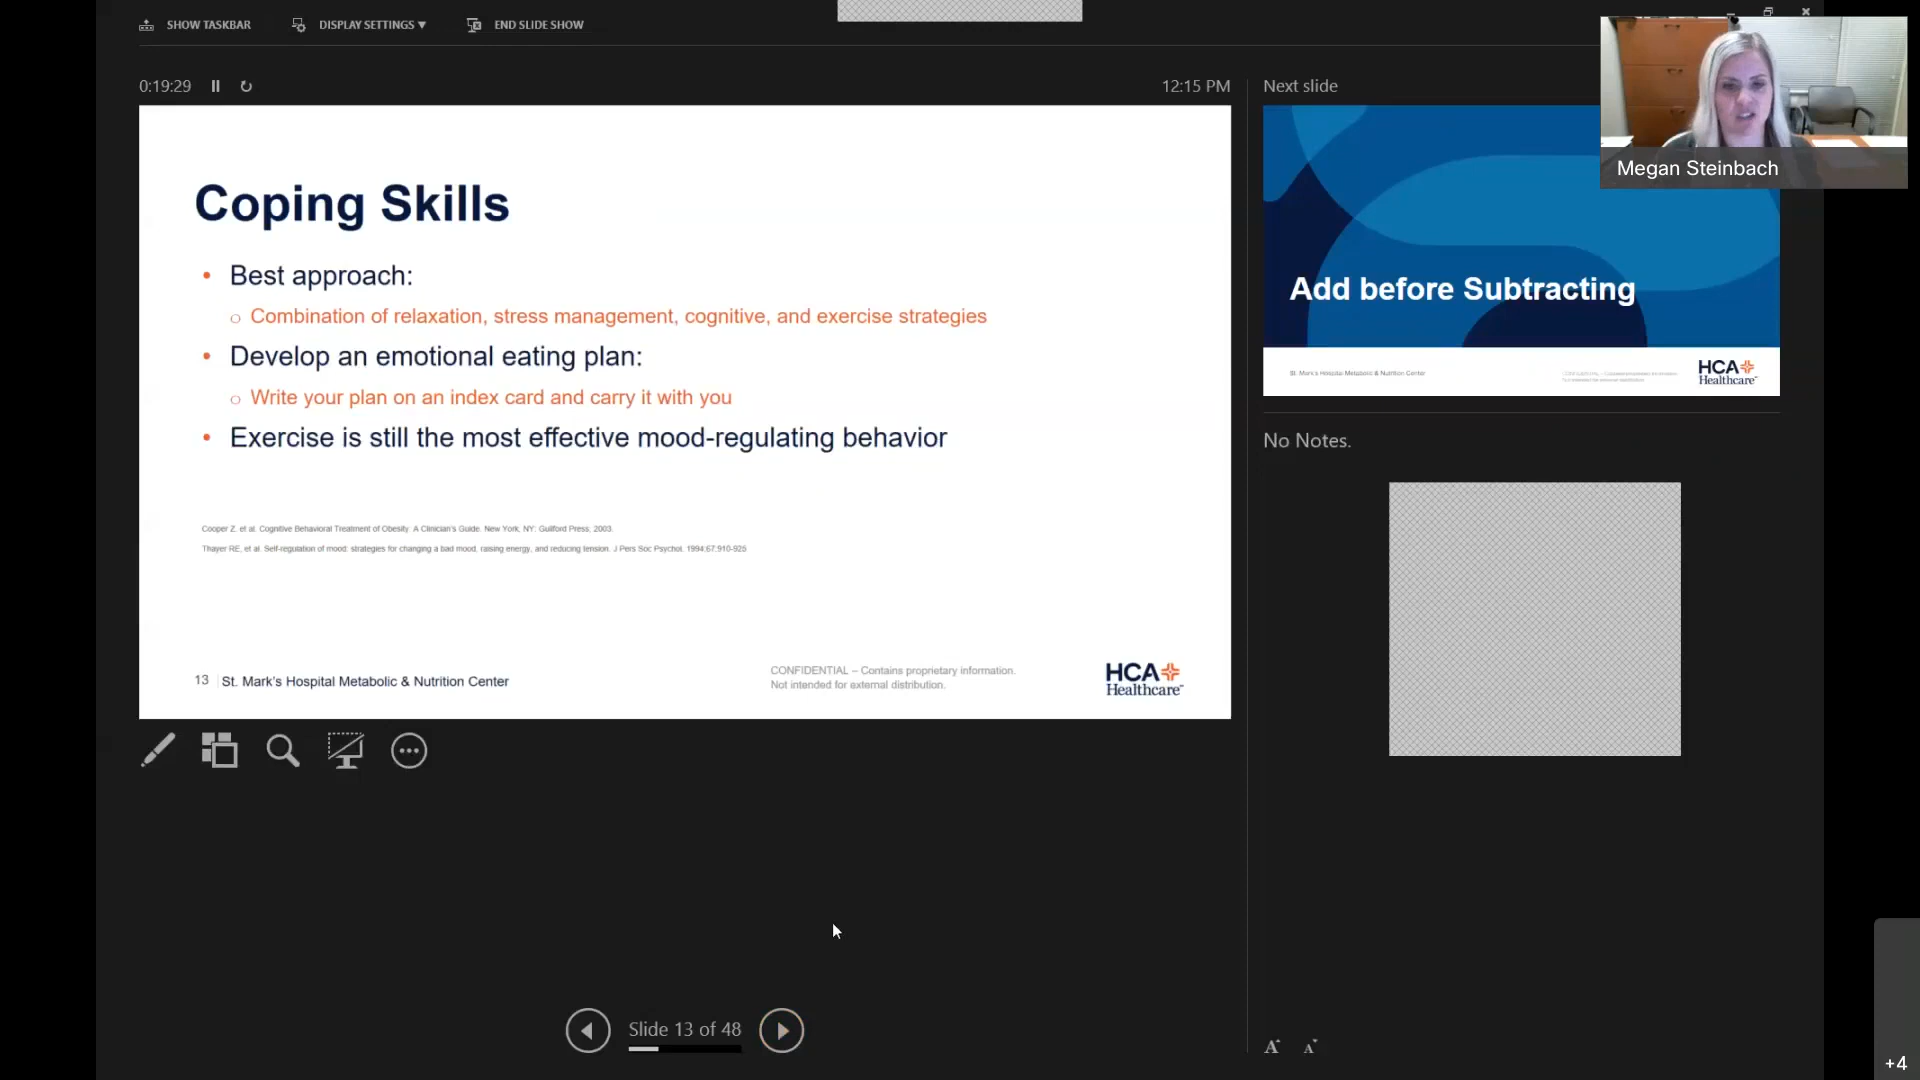 SHOW TASKBAR
DISPLAY SETTINGS ▼
END SLIDE SHOW
0:19:29
12:15 PM
Next slide
Megan Steinbach
Coping Skills
• Best approach:
○ Combination of relaxation, stress management, cognitive, and exercise strategies
• Develop an emotional eating plan:
○ Write your plan on an index card and carry it with you
• Exercise is still the most effective mood-regulating behavior
Cooper Z, et al. Cognitive Behavioral Treatment of Obesity: A Clinician's Guide. New York, NY: Guilford Press; 2003.
Thayer RE, et al. Self-regulation of mood: strategies for changing a bad mood, raising energy, and reducing tension. J Pers Soc Psychol. 1994;67:910-925
13 St. Mark's Hospital Metabolic & Nutrition Center
CONFIDENTIAL – Contains proprietary information.
Not intended for external distribution.
HCA
Healthcare
Add before Subtracting
St. Mark's Hospital Metabolic & Nutrition Center
HCA
Healthcare
No Notes.
Slide 13 of 48
A A
+4